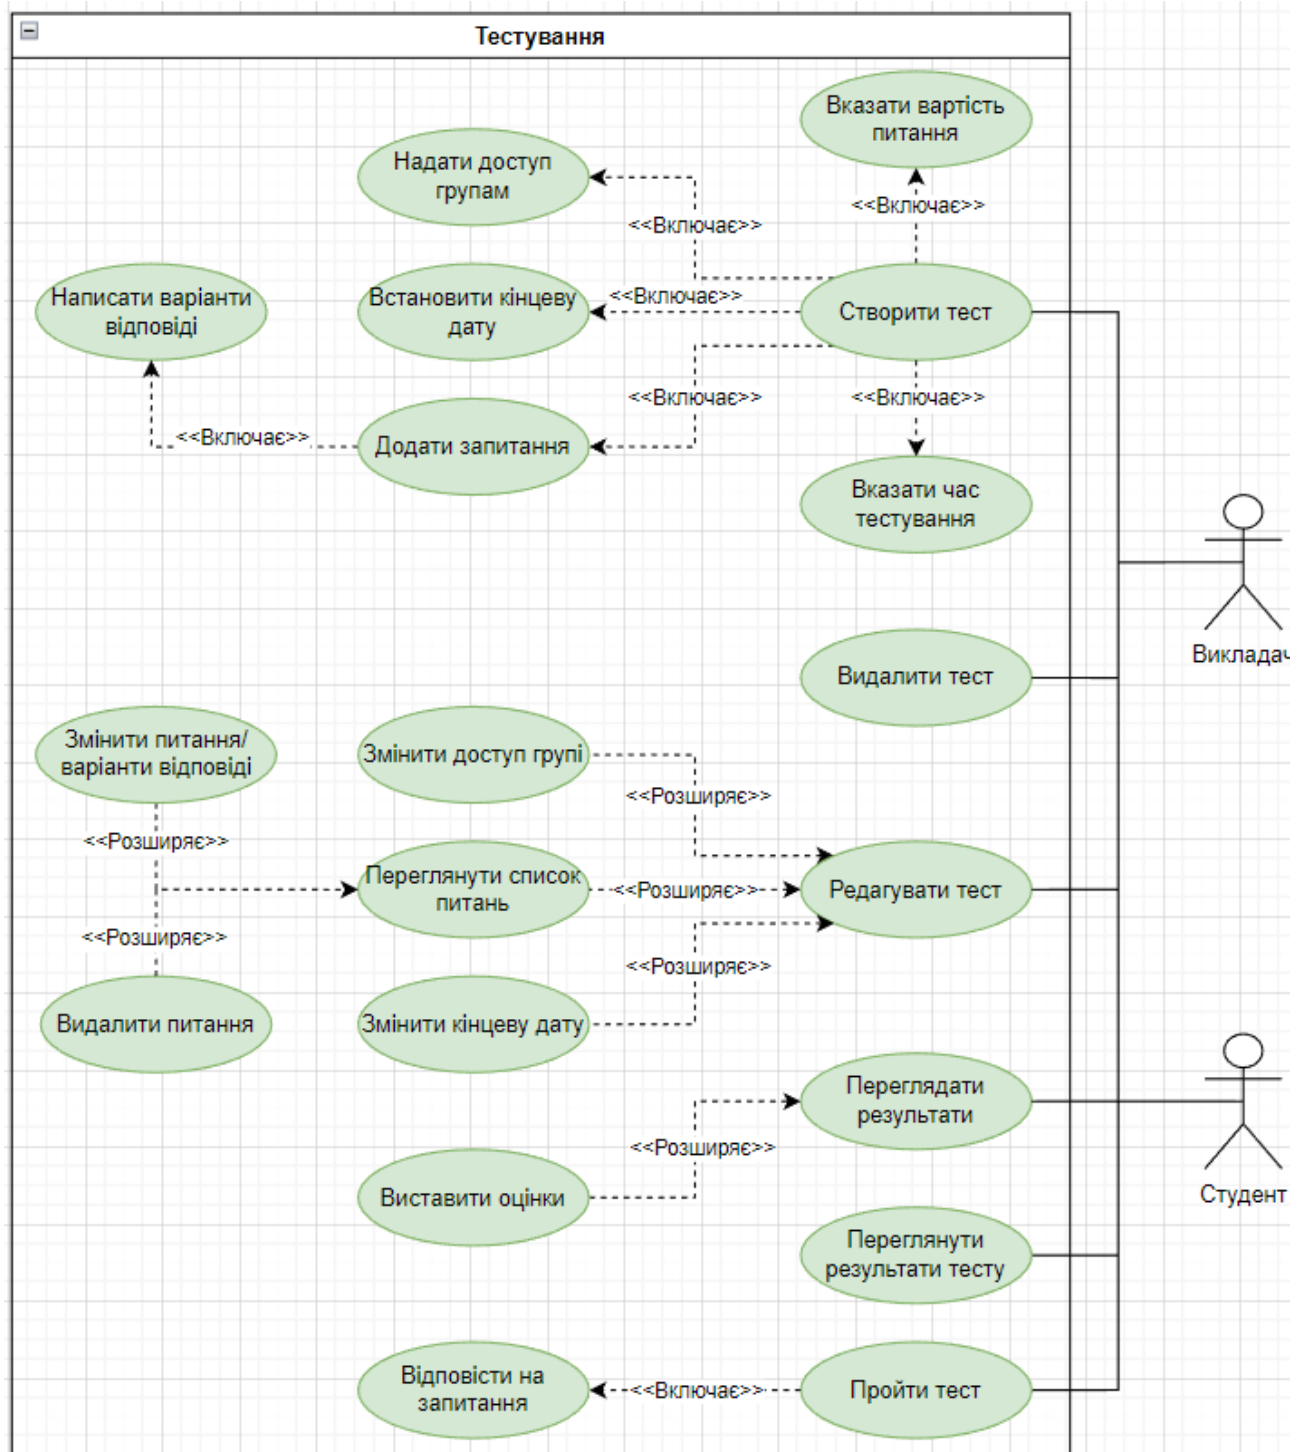 Тестування
Вказати вартість
питання
Надати доступ
групам
<<Включає>>
<<Включає>>
Написати варіанти
відповіді
Встановити кінцеву
дату
<<Включає>>
Створити тест
<<Включає>>
<<Включає>>
<<Включає>>
Додати запитання
Вказати час
тестування
Викладач
Видалити тест
Змінити питання/
варіанти відповіді
Змінити доступ групі
<<Розширяє>>
<<Розширяє>>
Переглянути список
питань
<<Розширяє>>
Редагувати тест
<<Розширяє>>
<<Розширяє>>
Видалити питання
Змінити кінцеву дату
Переглядати
результати
<<Розширяє>>
Виставити оцінки
Студент
Переглянути
результати тесту
Відповісти на
запитання
<<Включає>>
Пройти тест